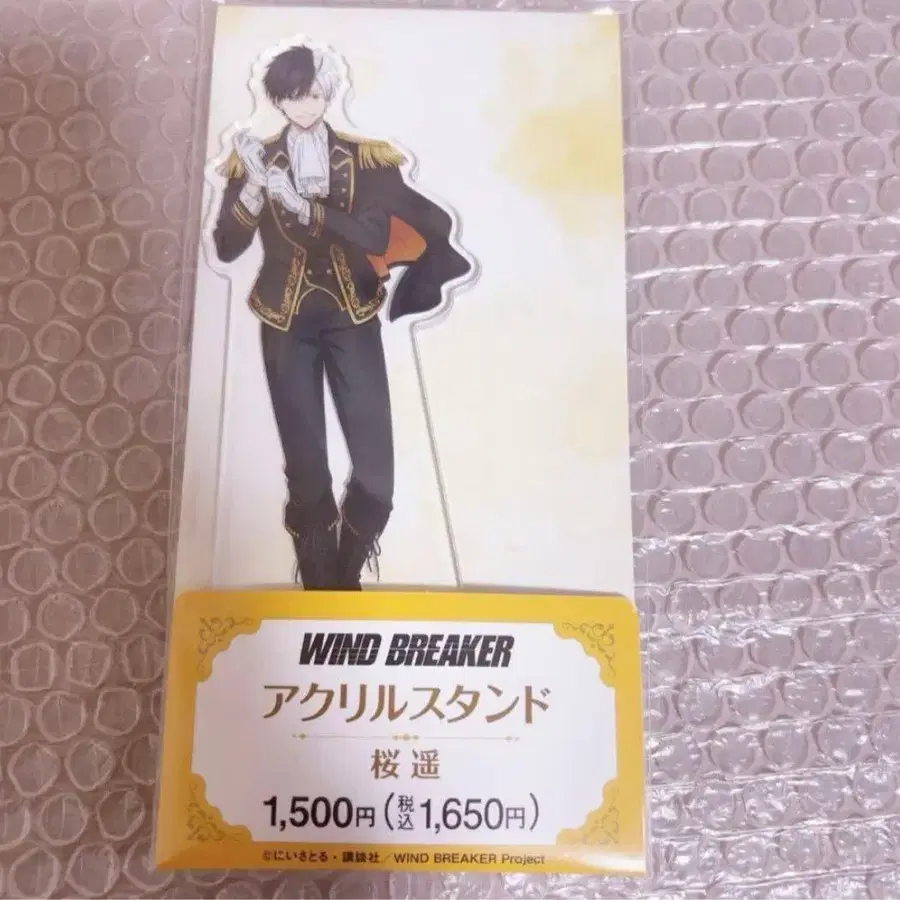 WIND BREAKER
アクリルスタンド
桜 遥
1,500円(税込1,650円)
©にいさとる・講談社／WIND BREAKER Project